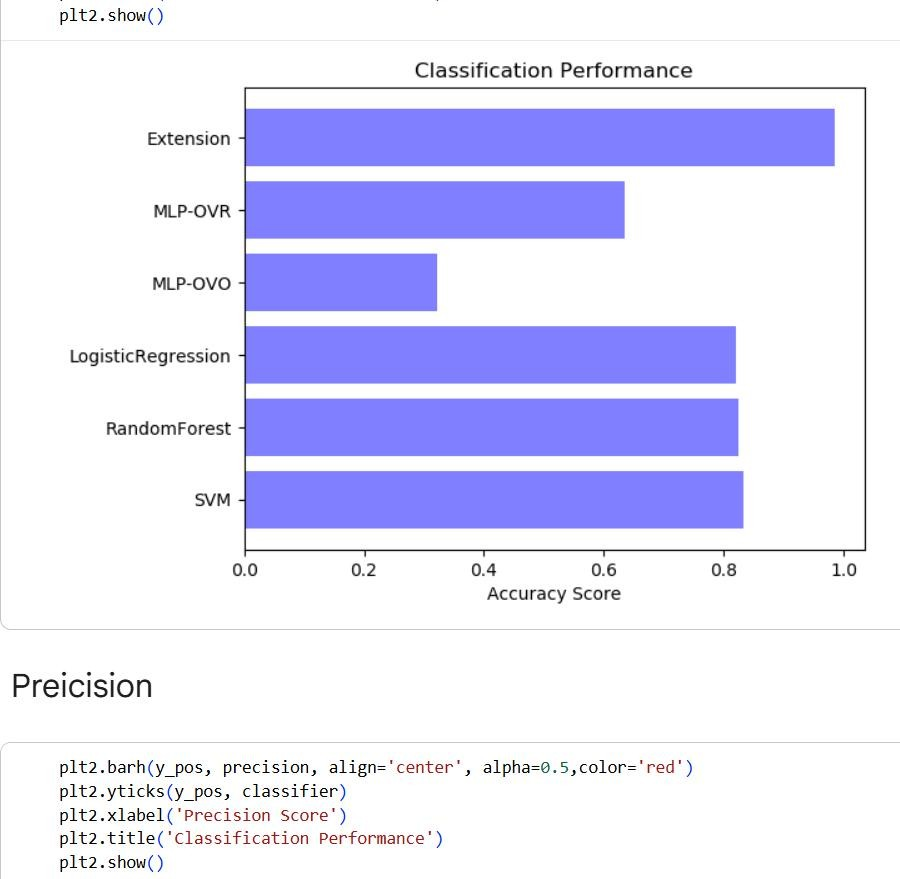 plt2.show()
Classification Performance
Extension
MLP-OVR
MLP-OVO
LogisticRegression
RandomForest
SVM
0.0 0.2 0.4 0.6 0.8 1.0
Accuracy Score
Preicision
plt2.barh(y_pos, precision, align='center', alpha=0.5,color='red')
plt2.yticks(y_pos, classifier)
plt2.xlabel('Precision Score')
plt2.title('Classification Performance')
plt2.show()